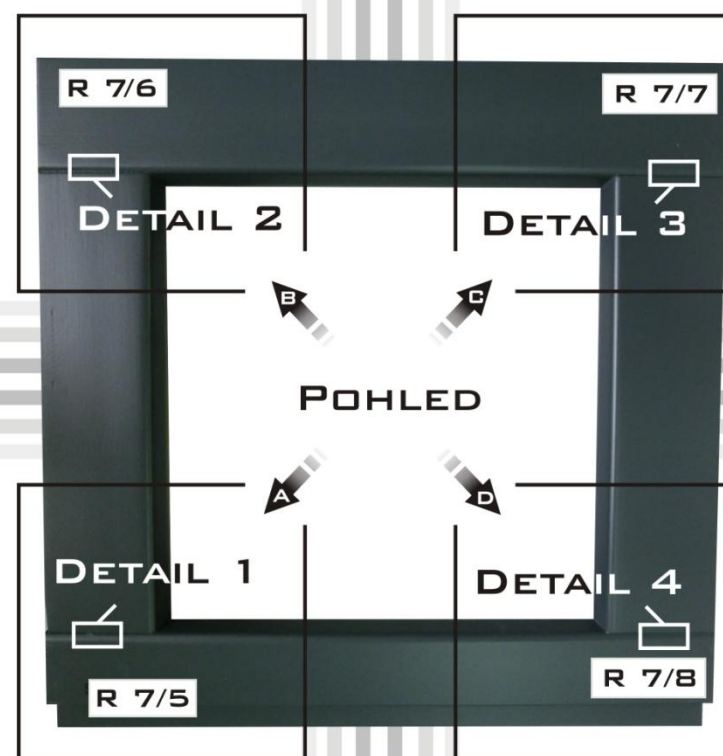 R 7/6
R 7/7
DETAIL 2
DETAIL 3
B
C
POHLED
A
D
DETAIL 1
DETAIL 4
R 7/5
R 7/8